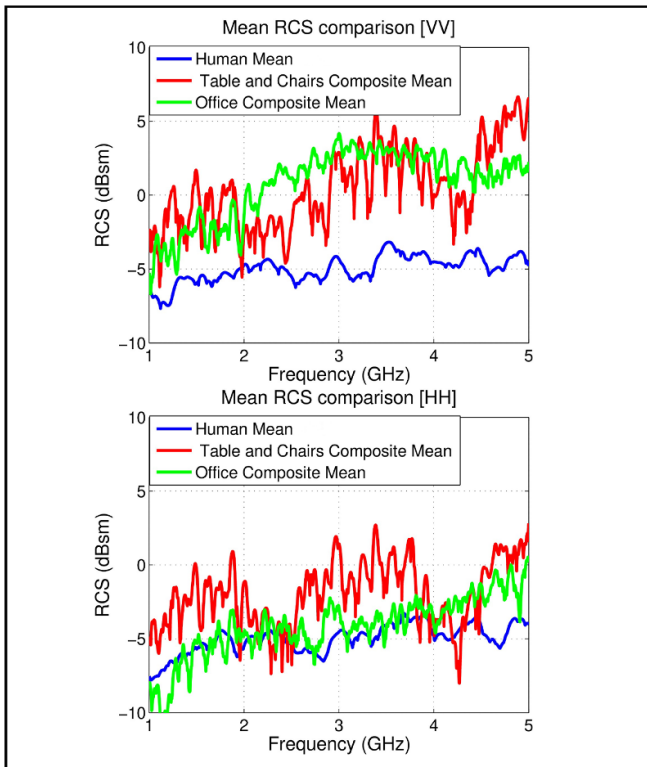 Mean RCS comparison [VV]
10
Human Mean
Table and Chairs Composite Mean
Office Composite Mean
5
0
−5
−10
RCS (dBsm)
1 2 3 4 5
Frequency (GHz)
Mean RCS comparison [HH]
10
Human Mean
Table and Chairs Composite Mean
Office Composite Mean
5
0
−5
−10
RCS (dBsm)
1 2 3 4 5
Frequency (GHz)